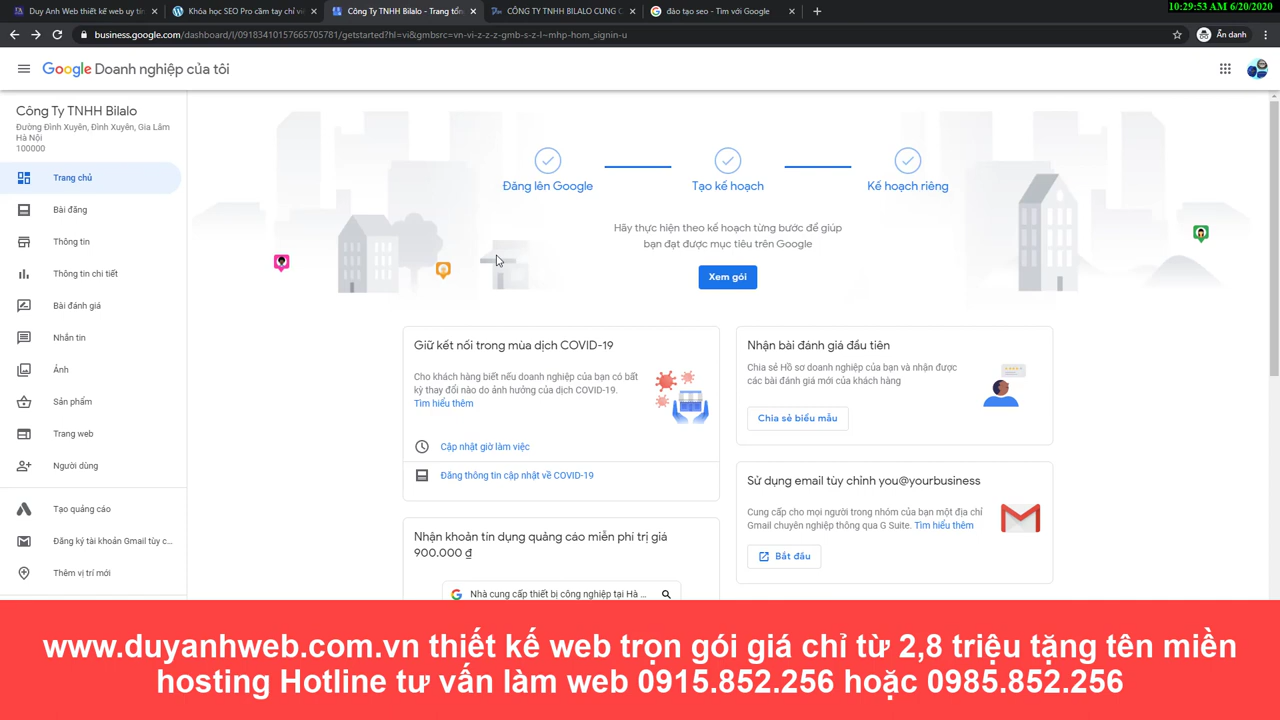 10:29:53 AM 6/20/2020
Duy Anh Web thiết kế web uy tín
Khóa học SEO Pro cầm tay chỉ vi
Công Ty TNHH Bilalo - Trang tổn
CÔNG TY TNHH BILALO CUNG C
đào tạo seo - Tìm với Google
business.google.com/dashboard/l/09183410157665705781/getstarted?hl=vi&gmbsrc=vn-vi-z-z-z-gmb-s-z-l~mhp-hom_signin-u
Ẩn danh
Google Doanh nghiệp của tôi
Công Ty TNHH Bilalo
Đường Đình Xuyên, Đình Xuyên, Gia Lâm
Hà Nội
100000
Trang chủ
Bài đăng
Thông tin
Thông tin chi tiết
Bài đánh giá
Nhắn tin
Ảnh
Sản phẩm
Trang web
Người dùng
Tạo quảng cáo
Đăng ký tài khoản Gmail tùy c...
Thêm vị trí mới
Đăng lên Google
Tạo kế hoạch
Kế hoạch riêng
Hãy thực hiện theo kế hoạch từng bước để giúp
bạn đạt được mục tiêu trên Google
Xem gói
Giữ kết nối trong mùa dịch COVID-19
Cho khách hàng biết nếu doanh nghiệp của bạn có bất
kỳ thay đổi nào do ảnh hưởng của dịch COVID-19.
Tìm hiểu thêm
Cập nhật giờ làm việc
Đăng thông tin cập nhật về COVID-19
Nhận khoản tín dụng quảng cáo miễn phí trị giá
900.000 ₫
Nhà cung cấp thiết bị công nghiệp tại Hà ...
Nhận bài đánh giá đầu tiên
Chia sẻ Hồ sơ doanh nghiệp của bạn và nhận được
các bài đánh giá mới của khách hàng
Chia sẻ biểu mẫu
Sử dụng email tùy chỉnh you@yourbusiness
Cung cấp cho mọi người trong nhóm của bạn một địa chỉ
Gmail chuyên nghiệp thông qua G Suite. Tìm hiểu thêm
Bắt đầu
www.duyanhweb.com.vn thiết kế web trọn gói giá chỉ từ 2,8 triệu tặng tên miền
hosting Hotline tư vấn làm web 0915.852.256 hoặc 0985.852.256